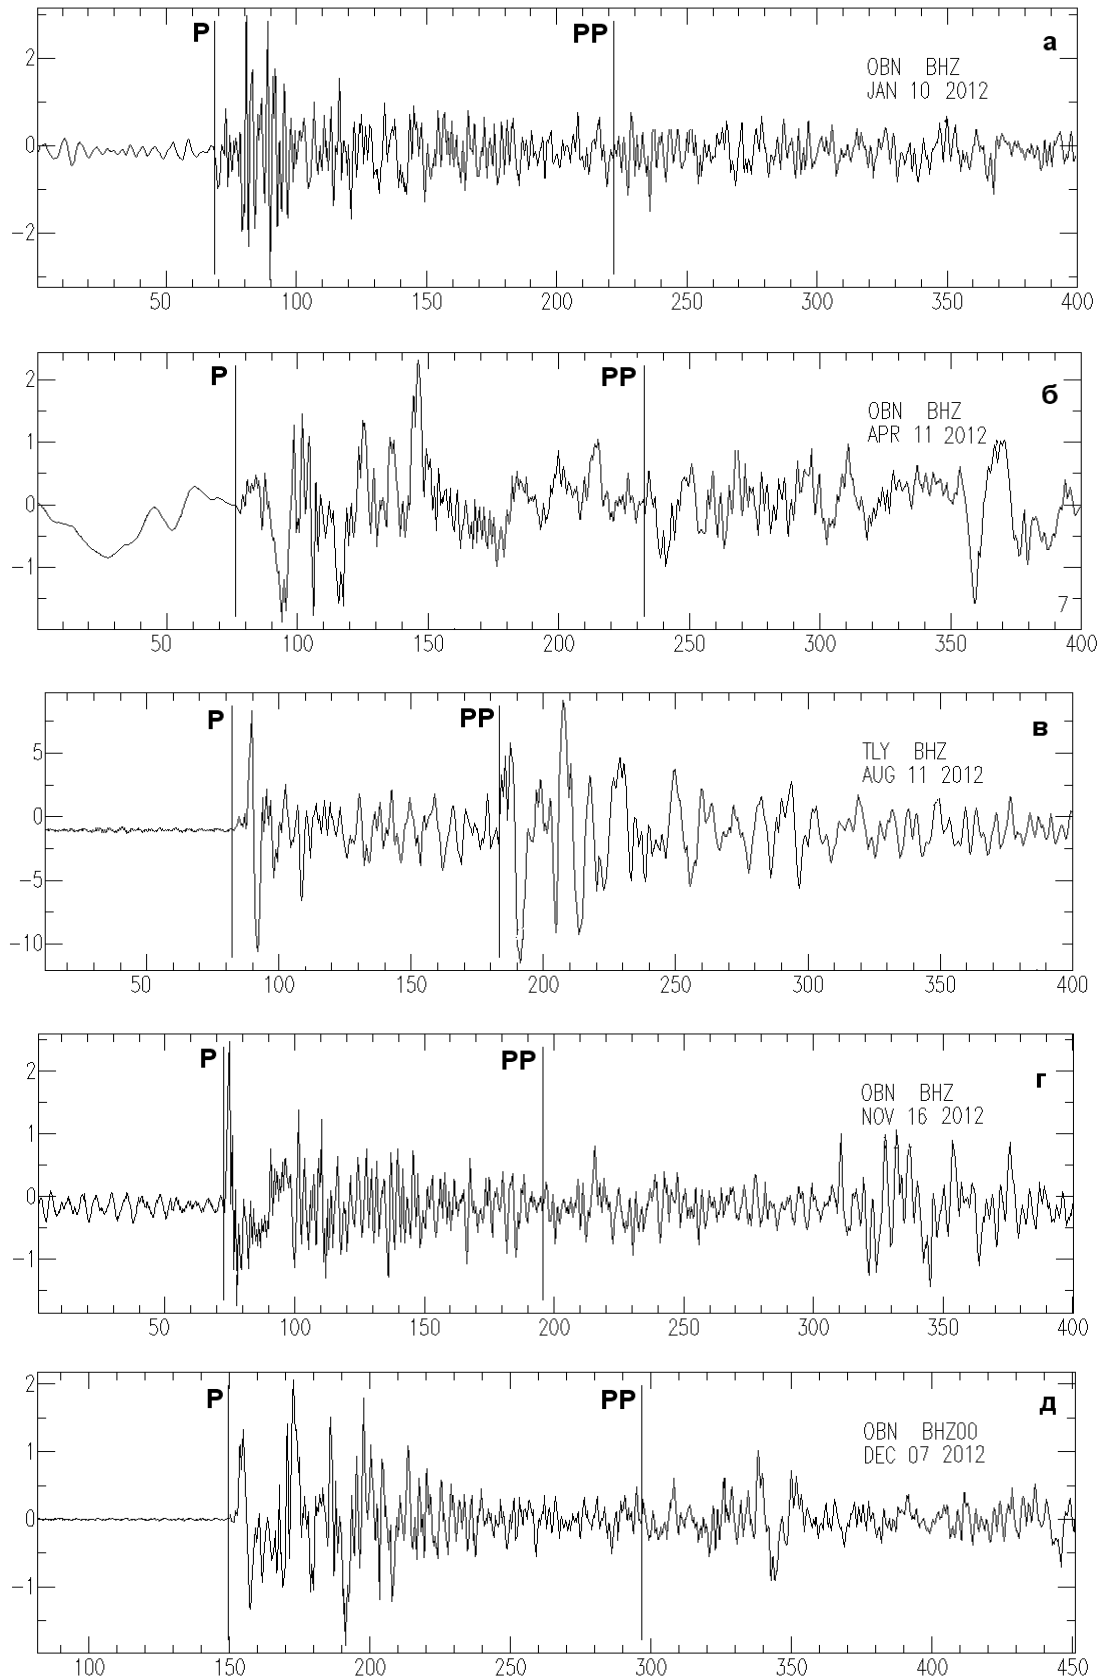 P PP а
2
0
-2
OBN BHZ
JAN 10 2012
50 100 150 200 250 300 350 400
P PP б
2
1
0
-1
OBN BHZ
APR 11 2012
7
50 100 150 200 250 300 350 400
P PP в
5
0
-5
-10
TLY BHZ
AUG 11 2012
50 100 150 200 250 300 350 400
P PP г
2
1
0
-1
OBN BHZ
NOV 16 2012
50 100 150 200 250 300 350 400
P PP д
2
1
0
-1
OBN BHZ00
DEC 07 2012
100 150 200 250 300 350 400 450